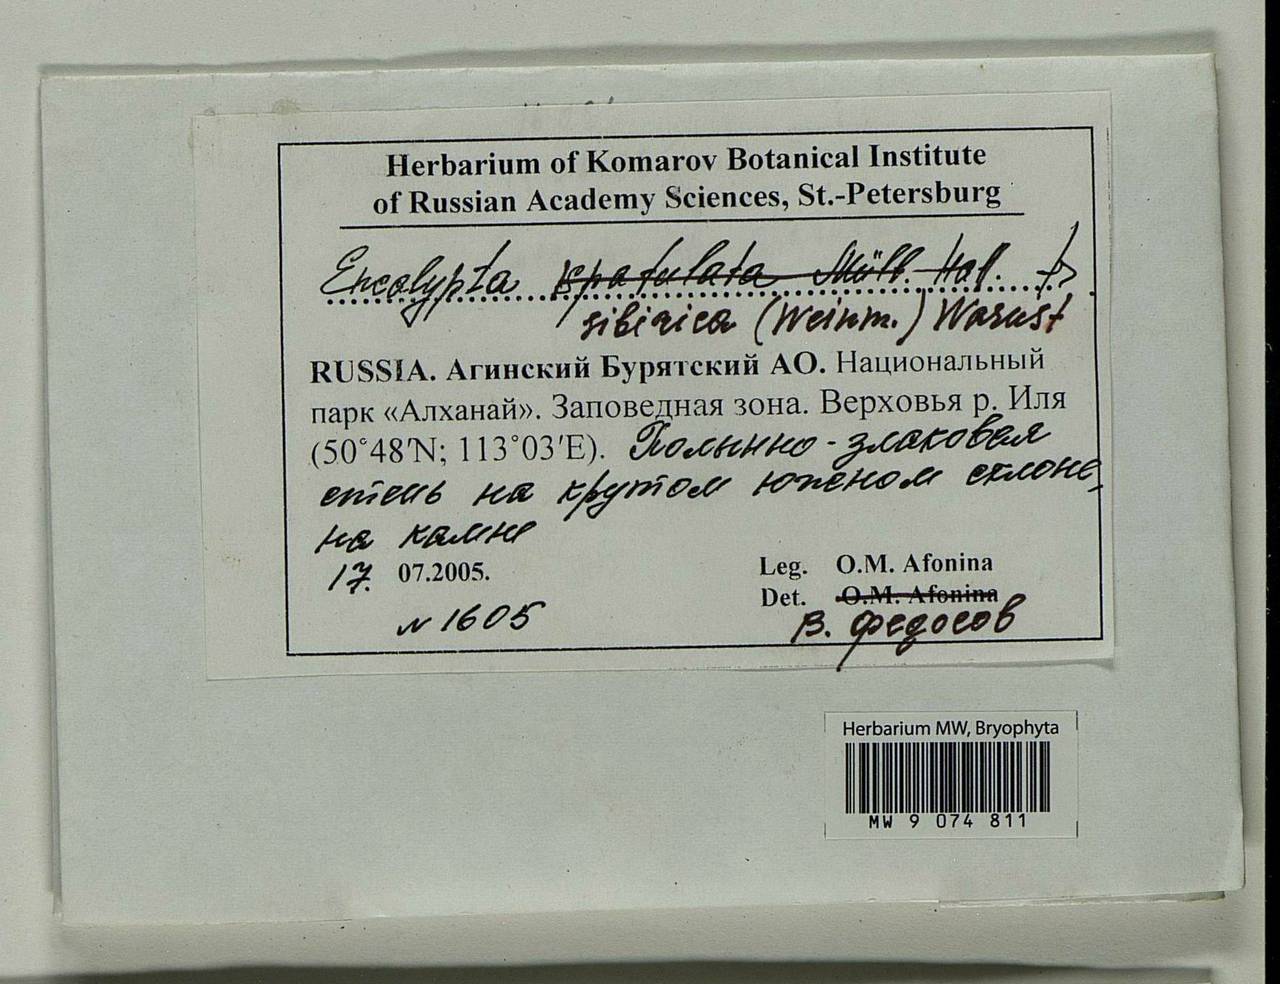 Herbarium of Komarov Botanical Institute
of Russian Academy Sciences, St.-Petersburg
Encalypta spatulata Müll. Hal.
sibirica (Weinm.) Warnst
RUSSIA. Агинский Бурятский АО. Национальный
парк «Алханай». Заповедная зона. Верховья р. Иля
(50°48′N; 113°03′E). Полынно-злаковая
степь на крутом южном склоне,
на камне
17. 07.2005.
Leg. O.M. Afonina
Det. O.M. Afonina
N 1605
В. Федосов
Herbarium MW, Bryophyta
MW 9 074 811